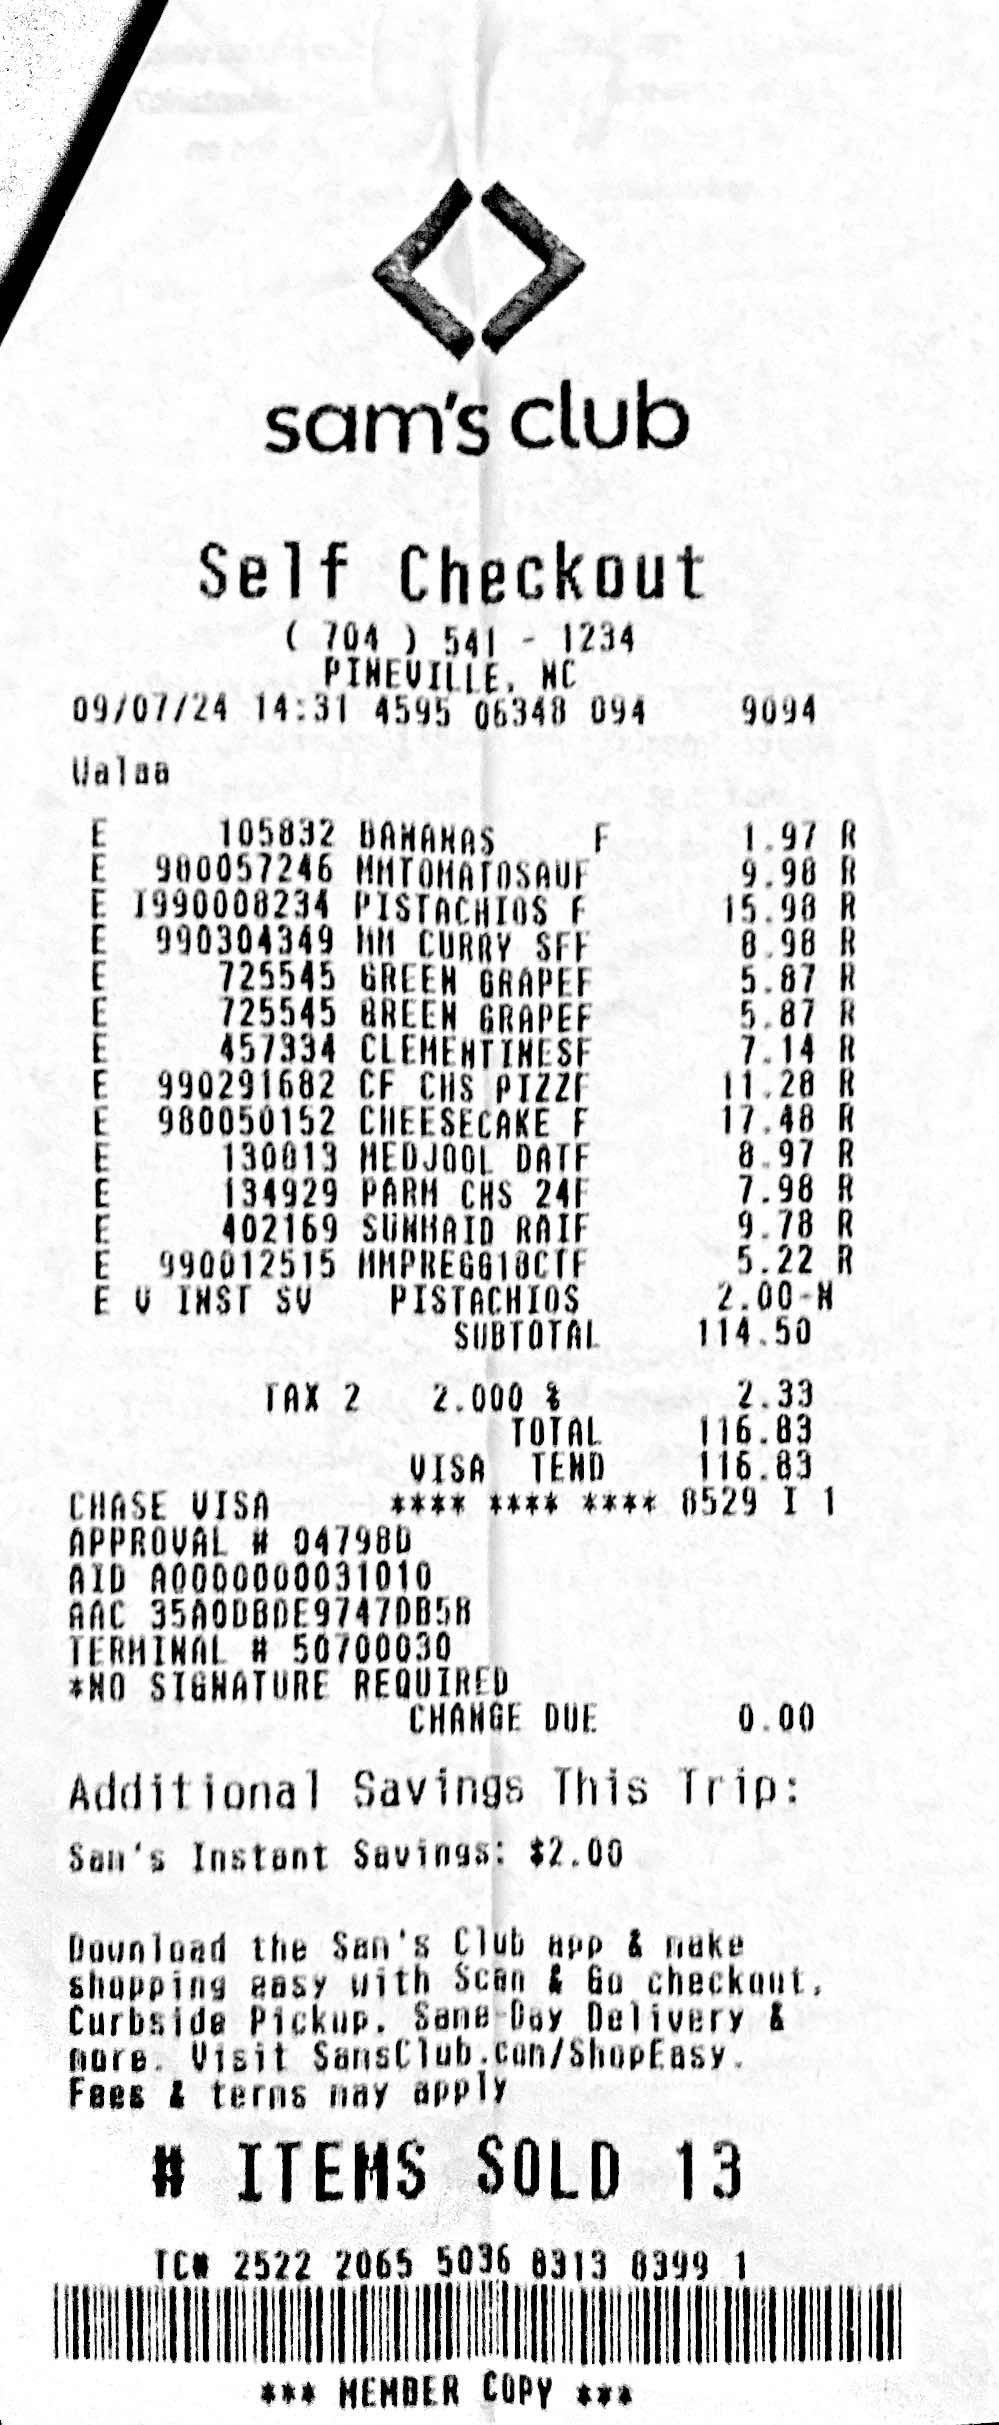 sam's club
Self Checkout
( 704 ) 541 - 1234
PINEVILLE, NC
09/07/24 14:31 4595 06348 094 9094
Walaa
E 105832 BANANAS F 1.97 R
E 980057246 MMTOMATOSAUF 9.98 R
E 1990008234 PISTACHIOS F 15.98 R
E 990304349 MM CURRY SFF 8.98 R
E 725545 GREEN GRAPEF 5.87 R
E 725545 GREEN GRAPEF 5.87 R
E 457334 CLEMENTINESF 7.14 R
E 990291682 CF CHS PIZZF 11.28 R
E 980050152 CHEESECAKE F 17.48 R
E 130013 MEDJOOL DATF 8.97 R
E 134929 PARM CHS 24F 7.98 R
E 402169 SUNMAID RAIF 9.78 R
E 990012515 MMPREGG18CTF 5.22 R
E V INST SV PISTACHIOS 2.00-N
SUBTOTAL 114.50
TAX 2 2.000 % 2.33
TOTAL 116.83
VISA TEND 116.83
CHASE VISA **** **** **** 8529 I 1
APPROVAL # 04798D
AID A0000000031010
AAC 35A0DBDE9747DB58
TERMINAL # 50700030
*NO SIGNATURE REQUIRED
CHANGE DUE 0.00
Additional Savings This Trip:
Sam's Instant Savings: $2.00
Download the Sam's Club app & make
shopping easy with Scan & Go checkout,
Curbside Pickup, Same-Day Delivery &
more. Visit SamsClub.com/ShopEasy.
Fees & terms may apply
# ITEMS SOLD 13
TC# 2522 2065 5036 8313 8399 1
*** MEMBER COPY ***